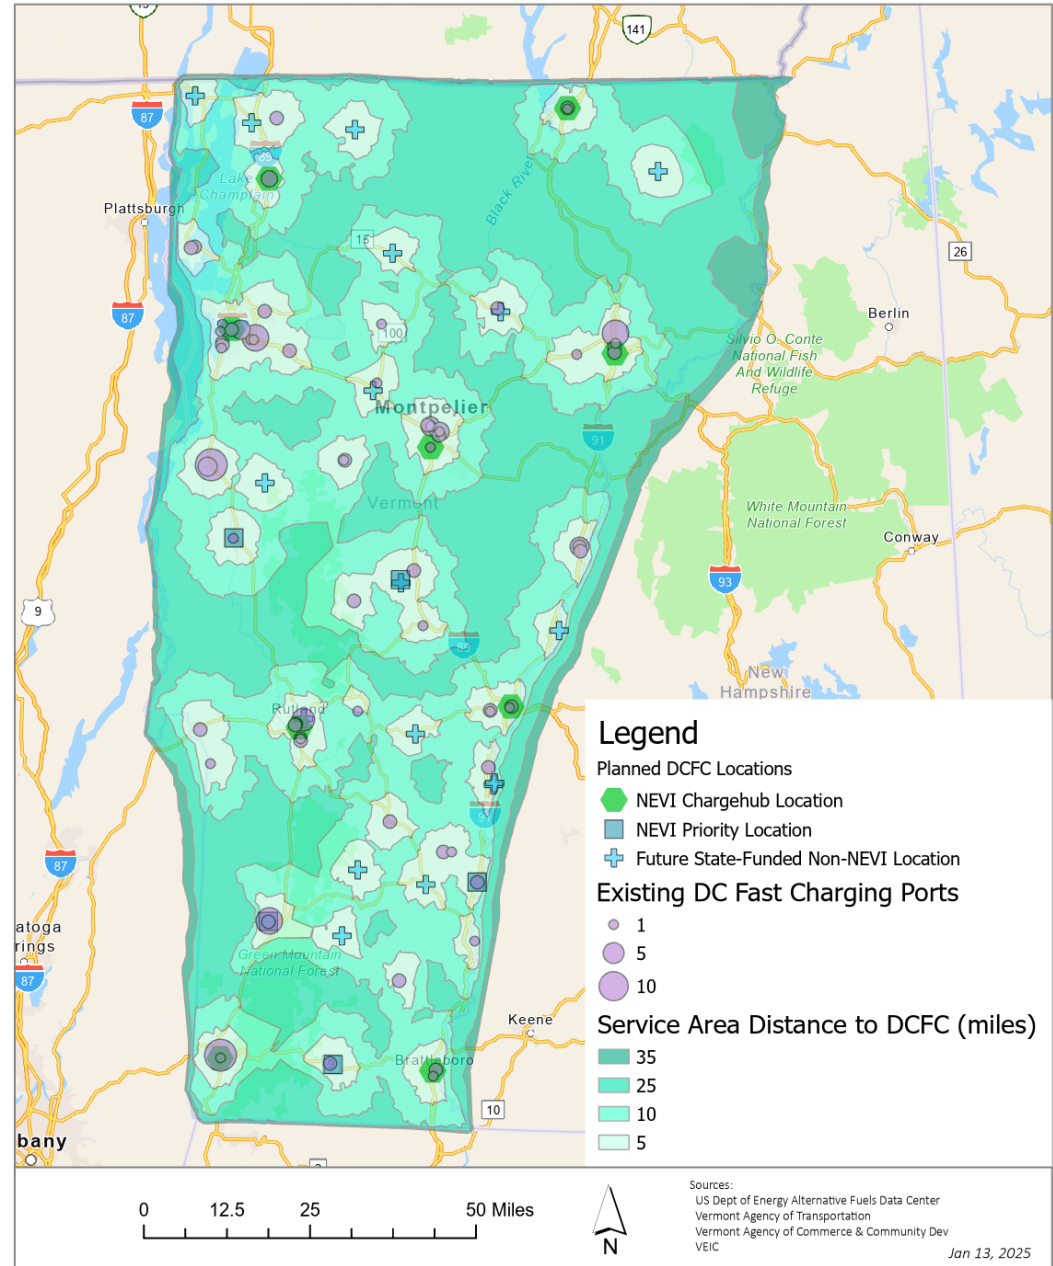 141
87
89
Lake
Champlain
Plattsburgh
Black River
15
26
87
Berlin
100
Silvio O. Conte
National Fish
And Wildlife
Refuge
Montpelier
91
Vermont
White Mountain
National Forest
Conway
93
9
89
New
Hampshire
Rutland
91
87
atoga
rings
87
Green Mountain
National Forest
Keene
Brattleboro
10
bany
Legend
Planned DCFC Locations
NEVI Chargehub Location
NEVI Priority Location
Future State-Funded Non-NEVI Location
Existing DC Fast Charging Ports
1
5
10
Service Area Distance to DCFC (miles)
35
25
10
5
0 12.5 25 50 Miles
N
Sources:
US Dept of Energy Alternative Fuels Data Center
Vermont Agency of Transportation
Vermont Agency of Commerce & Community Dev
VEIC
Jan 13, 2025